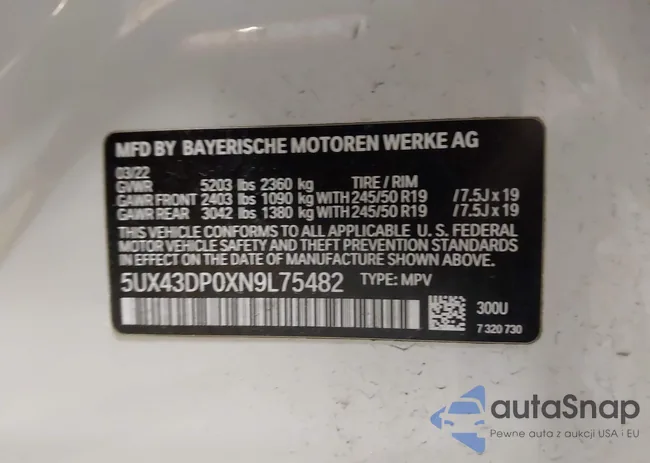 MFD BY BAYERISCHE MOTOREN WERKE AG
03/22
GVWR 5203 lbs 2360 kg TIRE / RIM
GAWR FRONT 2403 lbs 1090 kg WITH 245/50 R19 /7.5J x 19
GAWR REAR 3042 lbs 1380 kg WITH 245/50 R19 /7.5J x 19
THIS VEHICLE CONFORMS TO ALL APPLICABLE U. S. FEDERAL
MOTOR VEHICLE SAFETY AND THEFT PREVENTION STANDARDS
IN EFFECT ON THE DATE OF MANUFACTURE SHOWN ABOVE.
5UX43DP0XN9L75482 TYPE: MPV
300U
7 320 730
autaSnap
Pewne auta z aukcji USA i EU